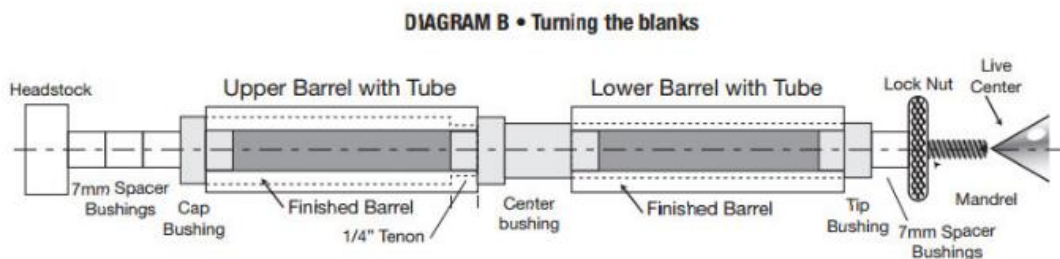 DIAGRAM B • Turning the blanks
Headstock
Upper Barrel with Tube
Lower Barrel with Tube
Lock Nut
Live
Center
7mm Spacer
Bushings
Cap
Bushing
Finished Barrel
1/4" Tenon
Center
bushing
Finished Barrel
Tip
Bushing
7mm Spacer
Bushings
Mandrel